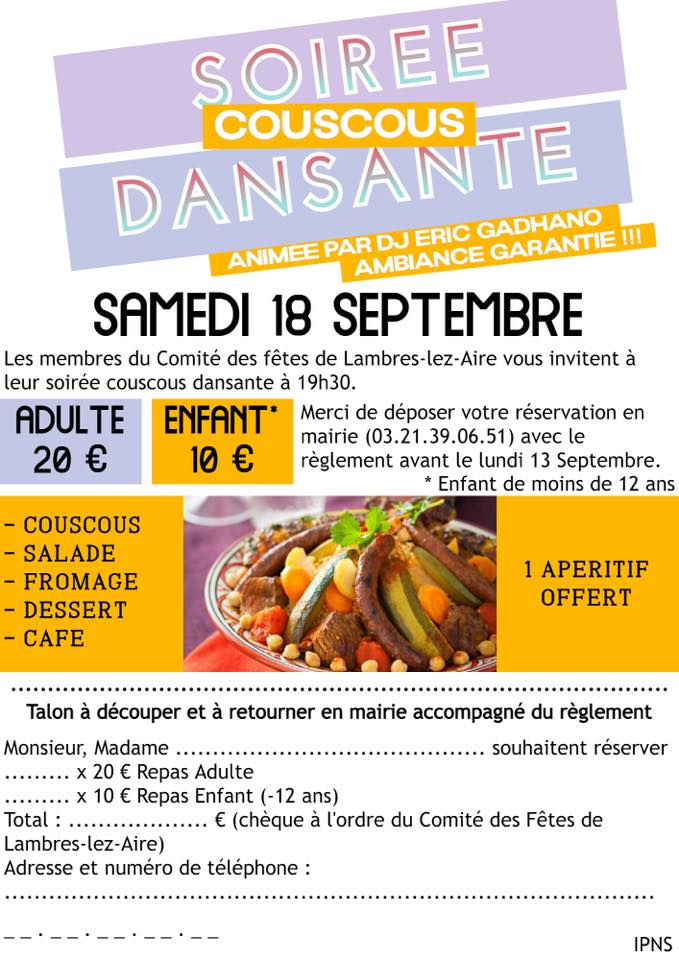 SOIREE
COUSCOUS
DANSANTE
ANIMEE PAR DJ ERIC GADHANO
AMBIANCE GARANTIE !!!
SAMEDI 18 SEPTEMBRE
Les membres du Comité des fêtes de Lambres-lez-Aire vous invitent à
leur soirée couscous dansante à 19h30.
ADULTE
20 €
ENFANT*
10 €
Merci de déposer votre réservation en
mairie (03.21.39.06.51) avec le
règlement avant le lundi 13 Septembre.
* Enfant de moins de 12 ans
- COUSCOUS
- SALADE
- FROMAGE
- DESSERT
- CAFE
1 APERITIF
OFFERT
Talon à découper et à retourner en mairie accompagné du règlement
Monsieur, Madame .......................................... souhaitent réserver
......... x 20 € Repas Adulte
......... x 10 € Repas Enfant (-12 ans)
Total : ................... € (chèque à l'ordre du Comité des Fêtes de
Lambres-lez-Aire)
Adresse et numéro de téléphone :
........................................................................................
_ _ . _ _ . _ _ . _ _ . _ _
IPNS